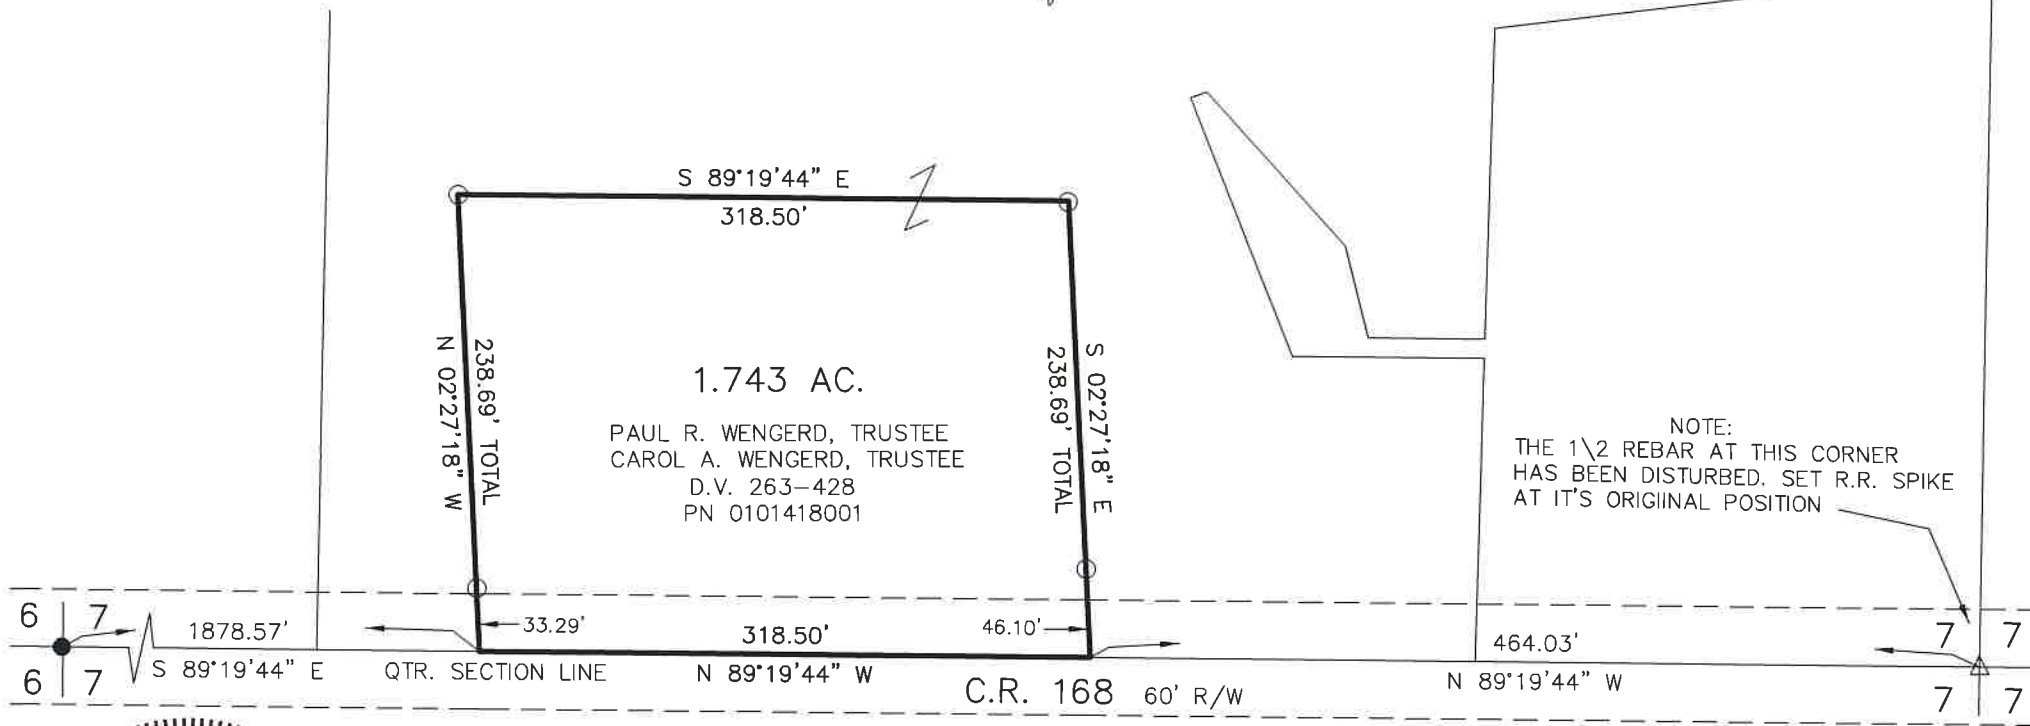 S 89°19'44" E
318.50'
N 02°27'18" W
238.69' TOTAL
1.743 AC.
PAUL R. WENGERD, TRUSTEE
CAROL A. WENGERD, TRUSTEE
D.V. 263-428
PN 0101418001
238.69' TOTAL
S 02°27'18" E
NOTE:
THE 1\2 REBAR AT THIS CORNER
HAS BEEN DISTURBED. SET R.R. SPIKE
AT IT'S ORIGIINAL POSITION
6 7
1878.57'
33.29'
318.50'
46.10'
464.03'
7 7
6 7
S 89°19'44" E
QTR. SECTION LINE
N 89°19'44" W
C.R. 168 60' R/W
N 89°19'44" W
7 7